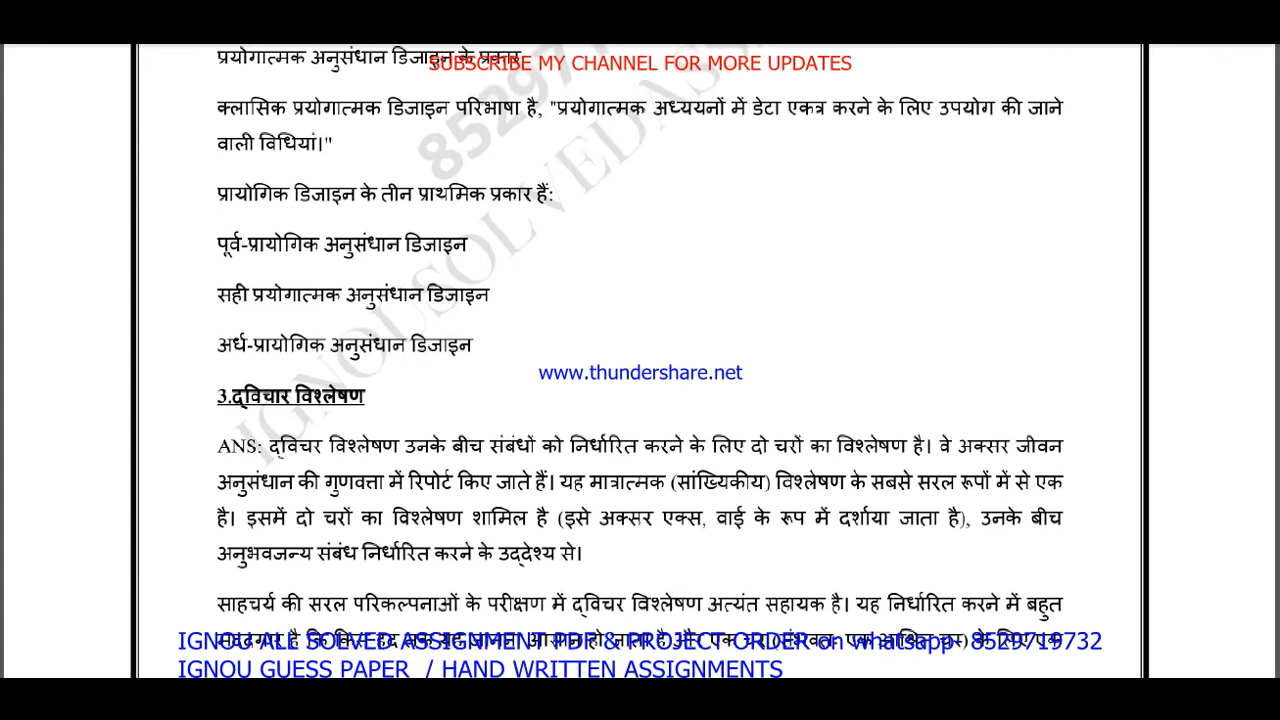 प्रयोगात्मक अनुसंधान डिजाइन के प्रकार
SUBSCRIBE MY CHANNEL FOR MORE UPDATES
क्लासिक प्रयोगात्मक डिजाइन परिभाषा है, "प्रयोगात्मक अध्ययनों में डेटा एकत्र करने के लिए उपयोग की जाने
वाली विधियां।"
प्रायोगिक डिजाइन के तीन प्राथमिक प्रकार हैं:
पूर्व-प्रायोगिक अनुसंधान डिजाइन
सही प्रयोगात्मक अनुसंधान डिजाइन
अर्ध-प्रायोगिक अनुसंधान डिजाइन
www.thundershare.net
3.द्विचार विश्लेषण
ANS: द्विचर विश्लेषण उनके बीच संबंधों को निर्धारित करने के लिए दो चरों का विश्लेषण है। वे अक्सर जीवन
अनुसंधान की गुणवत्ता में रिपोर्ट किए जाते हैं। यह मात्रात्मक (सांख्यिकीय) विश्लेषण के सबसे सरल रूपों में से एक
है। इसमें दो चरों का विश्लेषण शामिल है (इसे अक्सर एक्स, वाई के रूप में दर्शाया जाता है), उनके बीच
अनुभवजन्य संबंध निर्धारित करने के उद्देश्य से।
साहचर्य की सरल परिकल्पनाओं के परीक्षण में द्विचर विश्लेषण अत्यंत सहायक है। यह निर्धारित करने में बहुत
IGNOU ALL SOLVED ASSIGNMENT PDF & PROJECT ORDER on whatsapp- 8529719732
IGNOU GUESS PAPER / HAND WRITTEN ASSIGNMENTS